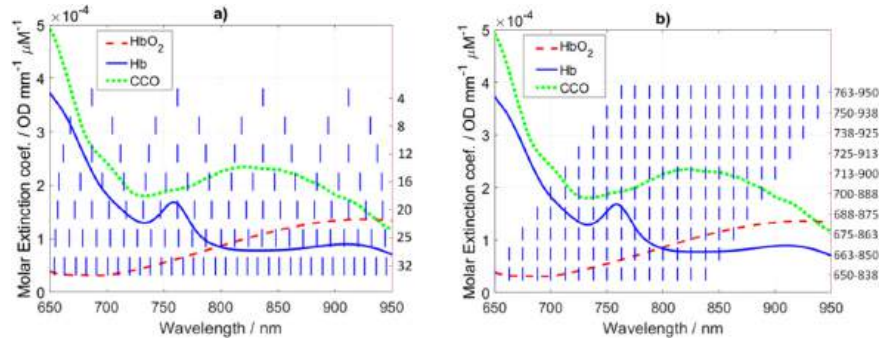 a)
5 ×10⁻⁴
HbO₂
Hb
CCO
4
3
2
1
0
Molar Extinction coef. / OD mm⁻¹ μM⁻¹
4
8
12
14
18
22
25
32
650 700 750 800 850 900 950
Wavelength / nm
b)
5 ×10⁻⁴
HbO₂
Hb
CCO
4
3
2
1
0
Molar Extinction coef. / OD mm⁻¹ μM⁻¹
763-950
750-938
738-925
725-913
713-900
700-888
688-875
675-863
663-850
650-838
650 700 750 800 850 900 950
Wavelength / nm